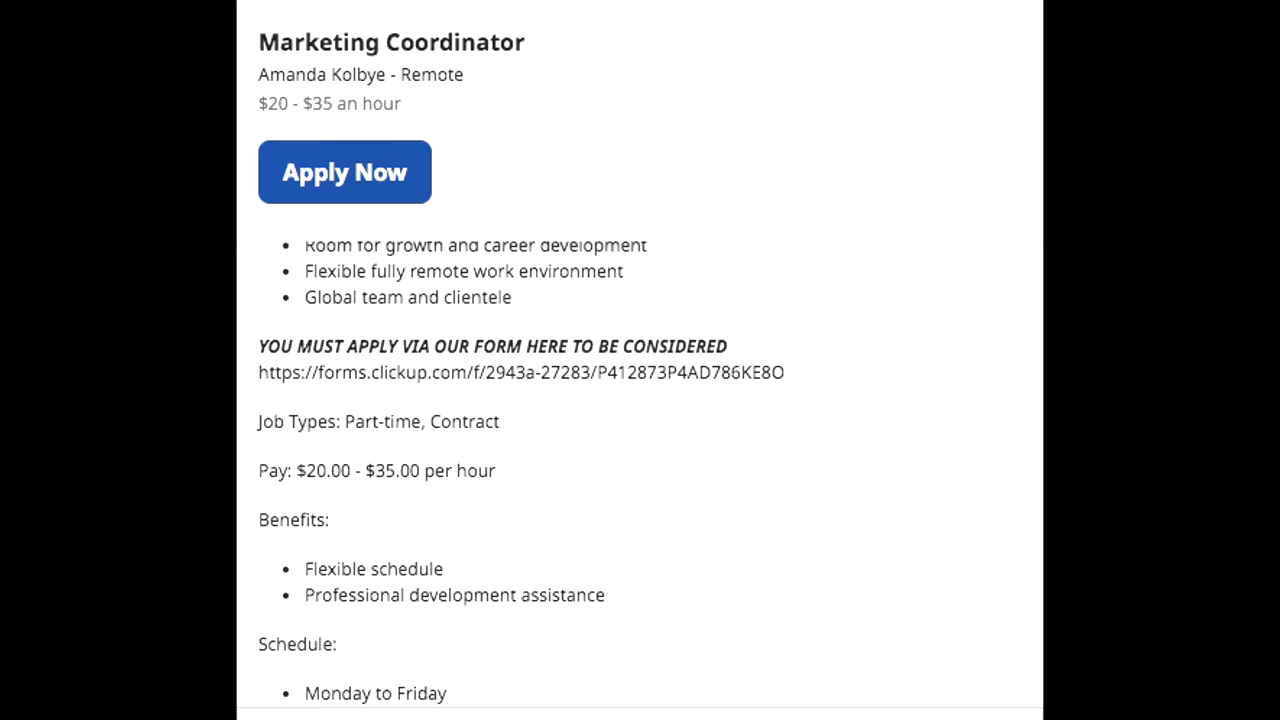 Marketing Coordinator
Amanda Kolbye - Remote
$20 - $35 an hour
Apply Now
Room for growth and career development
Flexible fully remote work environment
Global team and clientele
YOU MUST APPLY VIA OUR FORM HERE TO BE CONSIDERED
https://forms.clickup.com/f/2943a-27283/P412873P4AD786KE8O
Job Types: Part-time, Contract
Pay: $20.00 - $35.00 per hour
Benefits:
Flexible schedule
Professional development assistance
Schedule:
Monday to Friday